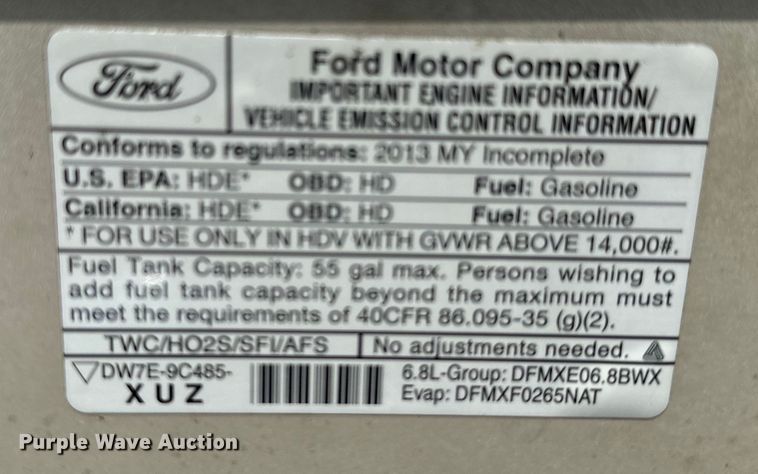 Ford
Ford Motor Company
IMPORTANT ENGINE INFORMATION/
VEHICLE EMISSION CONTROL INFORMATION
Conforms to regulations: 2013 MY Incomplete
U.S. EPA: HDE* OBD: HD Fuel: Gasoline
California: HDE* OBD: HD Fuel: Gasoline
* FOR USE ONLY IN HDV WITH GVWR ABOVE 14,000#.
Fuel Tank Capacity: 55 gal max. Persons wishing to
add fuel tank capacity beyond the maximum must
meet the requirements of 40CFR 86.095-35 (g)(2).
TWC/HO2S/SFI/AFS No adjustments needed.
DW7E-9C485- 6.8L-Group: DFMXE06.8BWX
X U Z Evap: DFMXF0265NAT
Purple Wave Auction